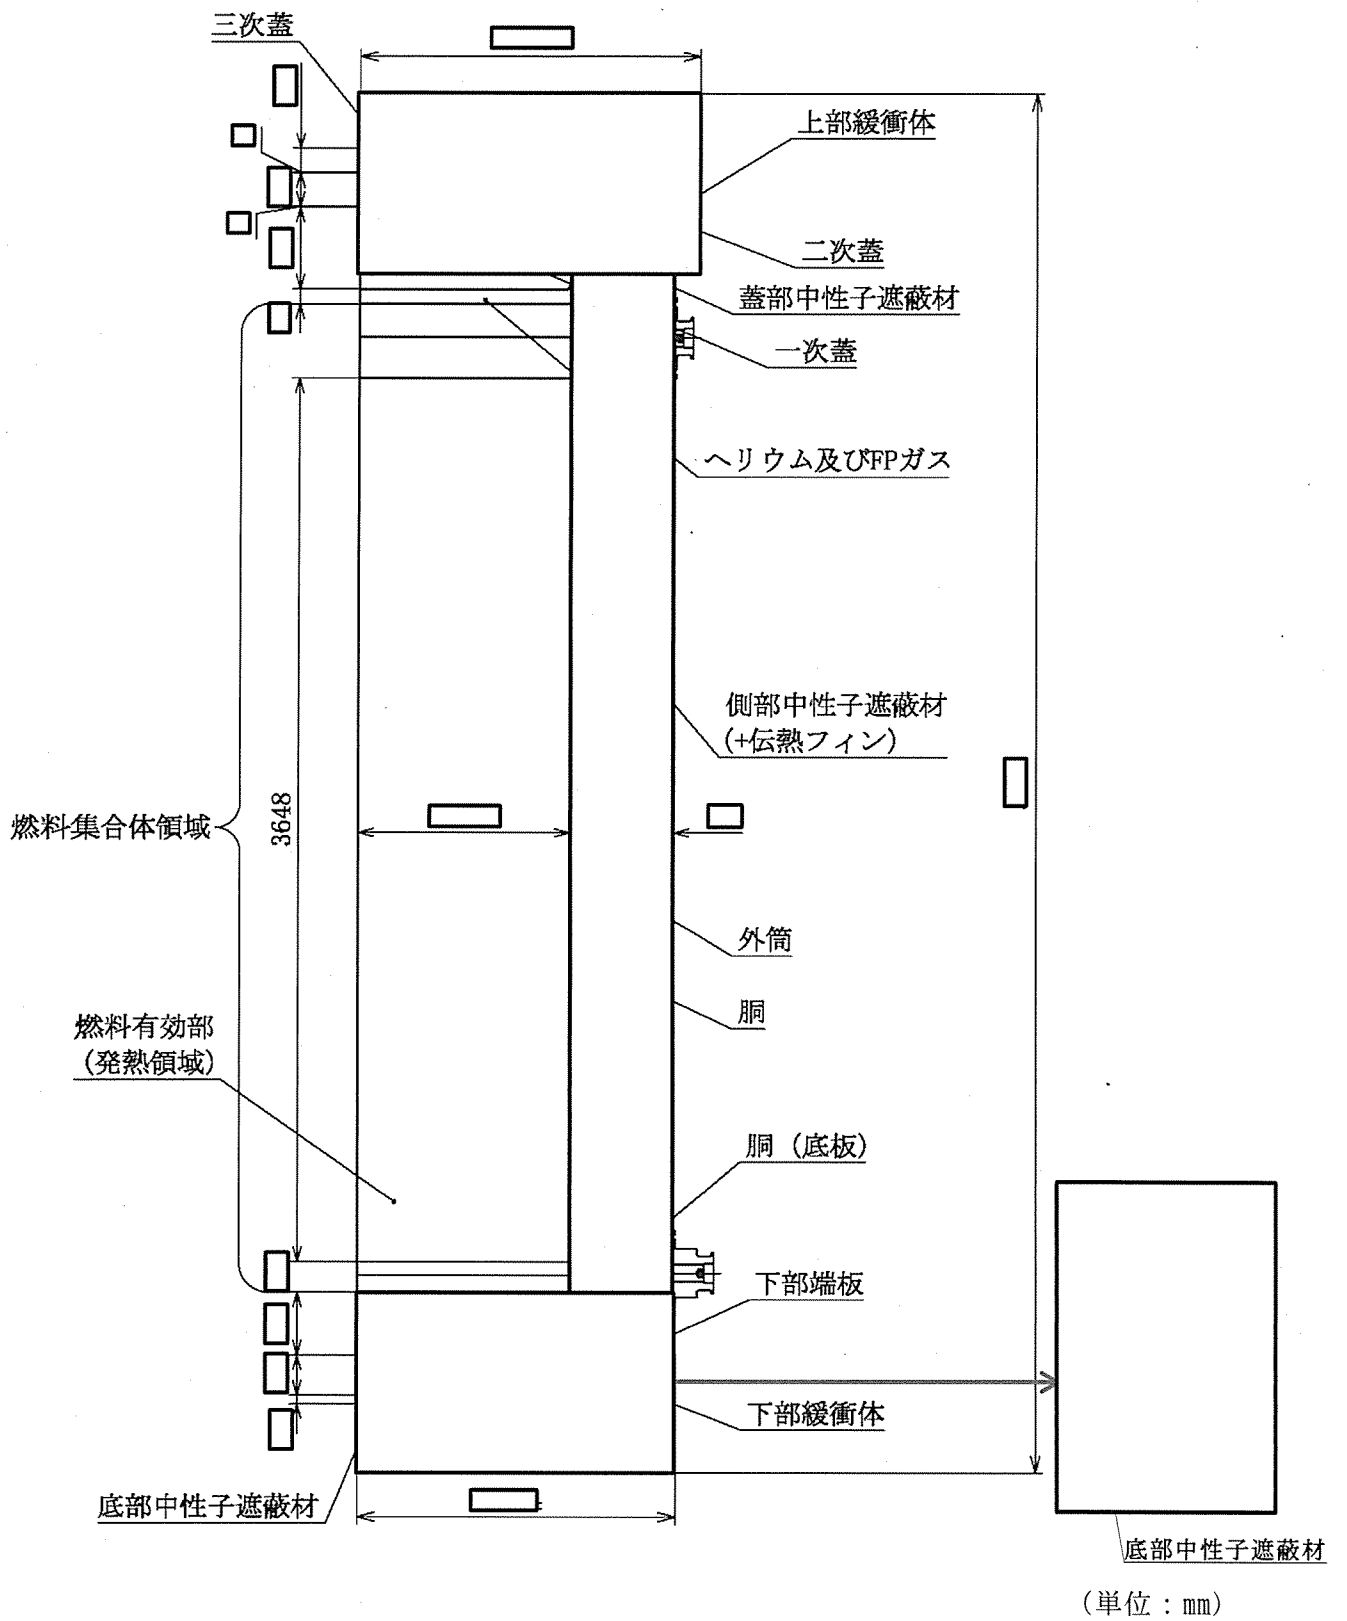 三次蓋
上部緩衝体
二次蓋
蓋部中性子遮蔽材
一次蓋
ヘリウム及びFPガス
側部中性子遮蔽材
(+伝熱フィン)
燃料集合体領域
3648
外筒
胴
燃料有効部
(発熱領域)
胴 (底板)
下部端板
下部緩衝体
底部中性子遮蔽材
底部中性子遮蔽材
(単位：mm)